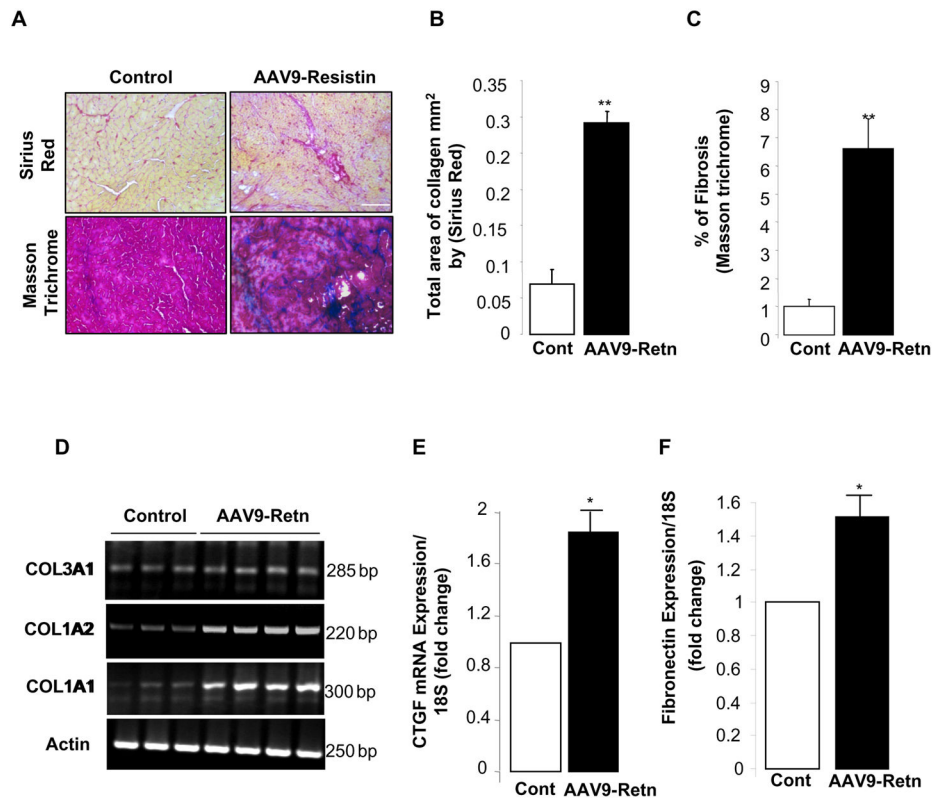 A
Control
AAV9-Resistin
Sirius
Red
Masson
Trichrome
B
Total area of collagen mm2
by (Sirius Red)
0.35
0.3
0.2
0.2
0.1
0.1
0.05
0
**
Cont
AAV9-Retn
C
% of Fibrosis
(Masson trichrome)
9
8
7
6
5
4
3
2
1
0
**
Cont
AAV9-Retn
D
Control
AAV9-Retn
COL3A1
285 bp
COL1A2
220 bp
COL1A1
300 bp
Actin
250 bp
E
CTGF mRNA Expression/
18S (fold change)
2
1.6
1.2
0.8
0.4
0
*
Cont
AAV9-Retn
F
Fibronectin Expression/18S
(fold change)
1.6
1.4
1.2
1
0.8
0.6
0.4
0.2
0
*
Cont
AAV9-Retn